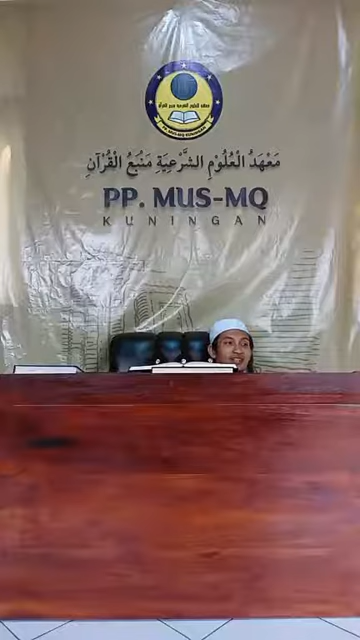 مَعْهَدُ الْعُلُوْمِ الشَّرْعِيَّةِ مَنْبَعُ الْقُرْآنِ
PP. MUS-MQ
KUNINGAN